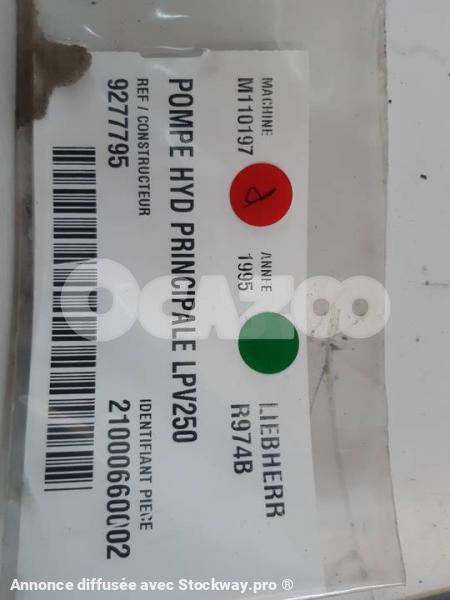 MACHINE
M110197
ANNEE
1995
LIEBHERR
R974B
POMPE HYD PRINCIPALE LPV250
REF / CONSTRUCTEUR
9277795
IDENTIFIANT PIECE
21000660002
OCAZOO
Annonce diffusée avec Stockway.pro ®